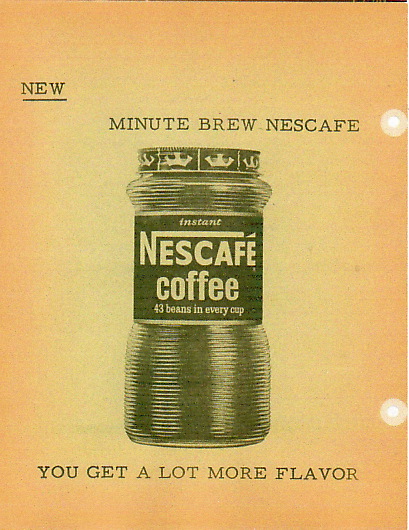 NEW
MINUTE BREW NESCAFE
instant
NESCAFÉ
coffee
43 beans in every cup
YOU GET A LOT MORE FLAVOR